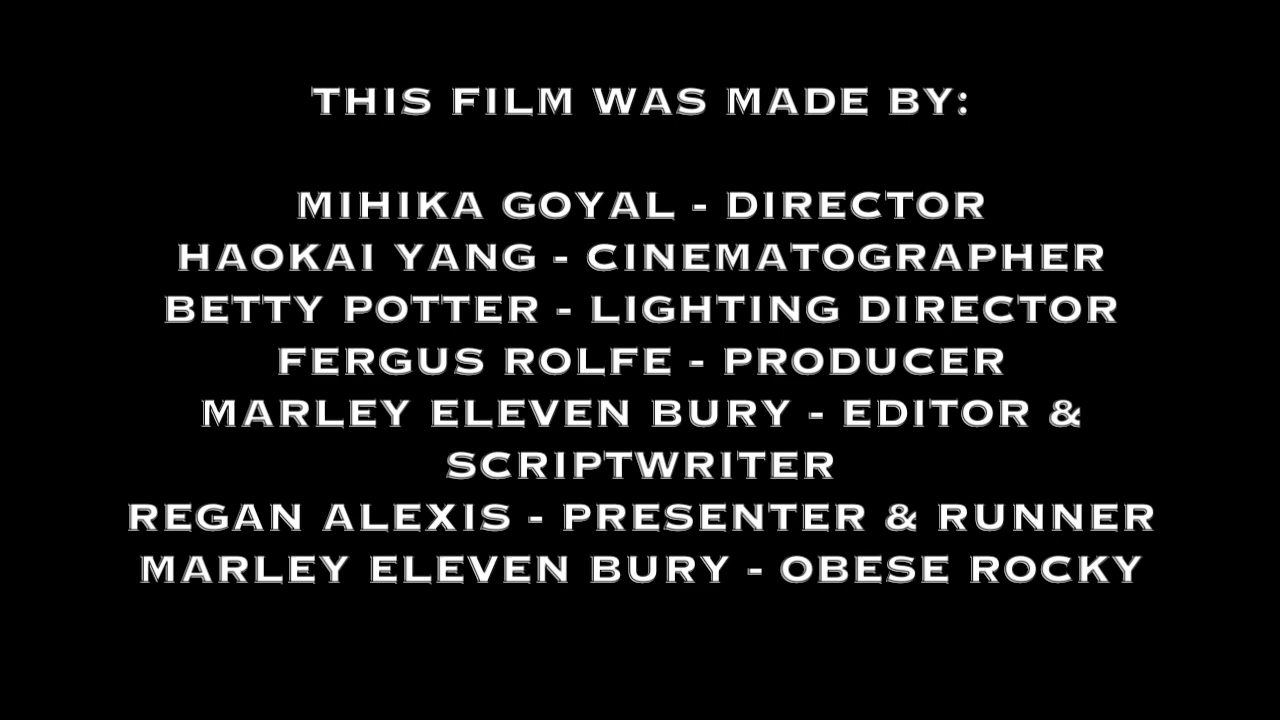 THIS FILM WAS MADE BY:
MIHIKA GOYAL - DIRECTOR
HAOKAI YANG - CINEMATOGRAPHER
BETTY POTTER - LIGHTING DIRECTOR
FERGUS ROLFE - PRODUCER
MARLEY ELEVEN BURY - EDITOR &
SCRIPTWRITER
REGAN ALEXIS - PRESENTER & RUNNER
MARLEY ELEVEN BURY - OBESE ROCKY